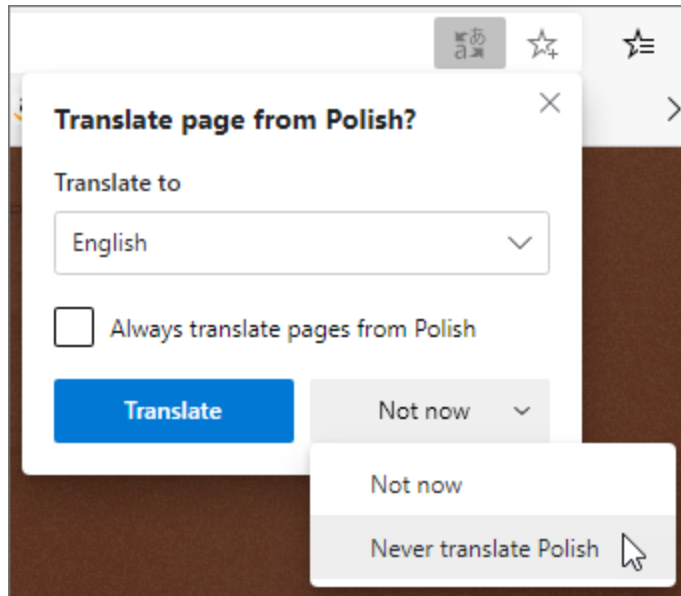 Translate page from Polish?
Translate to
English
Always translate pages from Polish
Translate
Not now
Not now
Never translate Polish